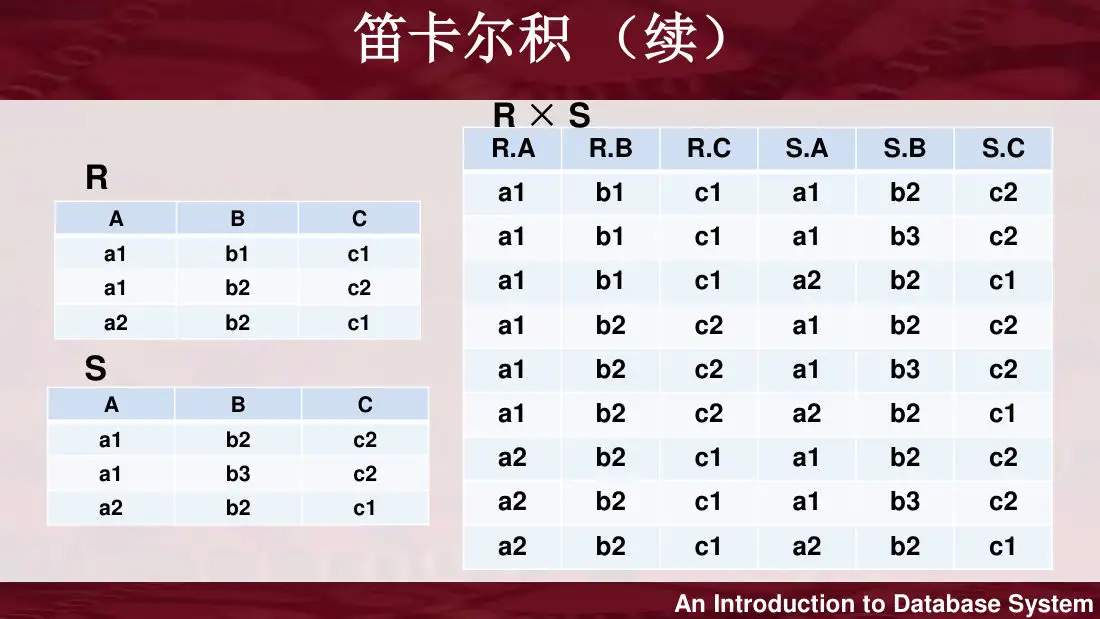 笛卡尔积 （续）
R
A B C
a1 b1 c1
a1 b2 c2
a2 b2 c1
S
A B C
a1 b2 c2
a1 b3 c2
a2 b2 c1
R × S
R.A R.B R.C S.A S.B S.C
a1 b1 c1 a1 b2 c2
a1 b1 c1 a1 b3 c2
a1 b1 c1 a2 b2 c1
a1 b2 c2 a1 b2 c2
a1 b2 c2 a1 b3 c2
a1 b2 c2 a2 b2 c1
a2 b2 c1 a1 b2 c2
a2 b2 c1 a1 b3 c2
a2 b2 c1 a2 b2 c1
An Introduction to Database System